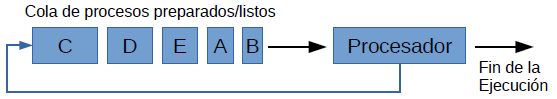 Cola de procesos preparados/listos
C D E A B Procesador
Fin de la
Ejecución